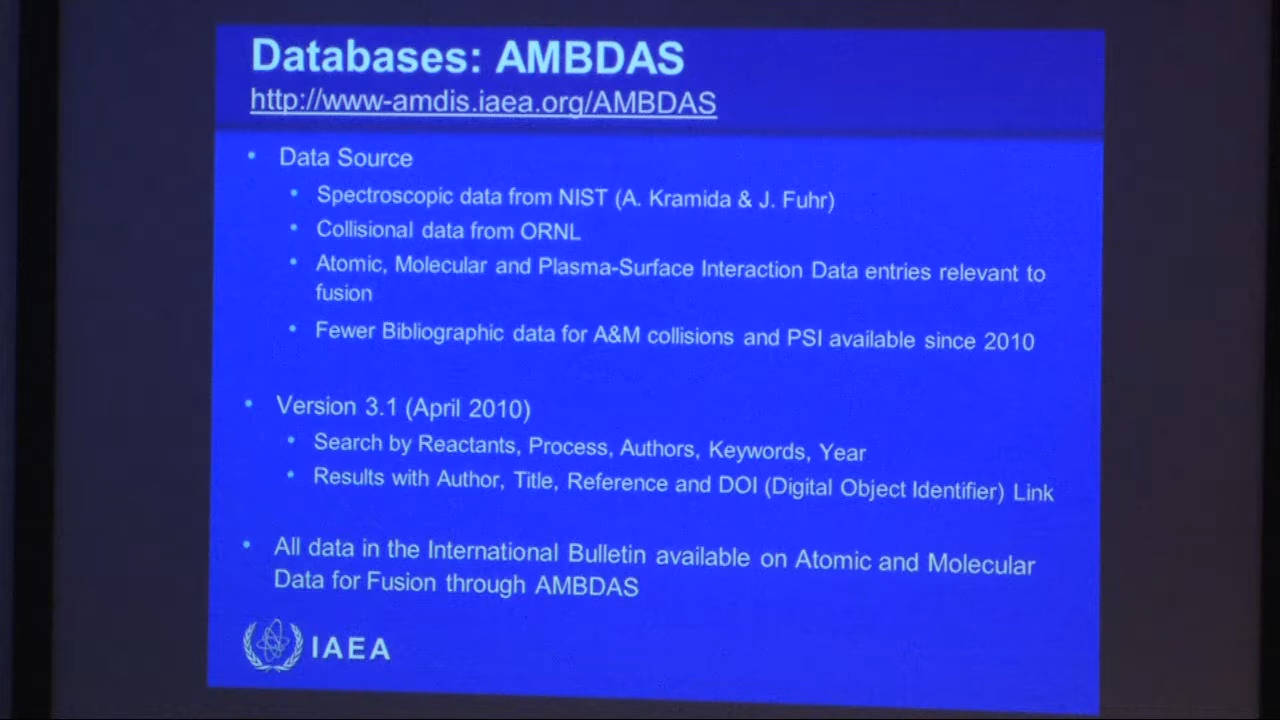 Databases: AMBDAS
http://www-amdis.iaea.org/AMBDAS
• Data Source
• Spectroscopic data from NIST (A. Kramida & J. Fuhr)
• Collisional data from ORNL
• Atomic, Molecular and Plasma-Surface Interaction Data entries relevant to
fusion
• Fewer Bibliographic data for A&M collisions and PSI available since 2010
• Version 3.1 (April 2010)
• Search by Reactants, Process, Authors, Keywords, Year
• Results with Author, Title, Reference and DOI (Digital Object Identifier) Link
• All data in the International Bulletin available on Atomic and Molecular
Data for Fusion through AMBDAS
IAEA